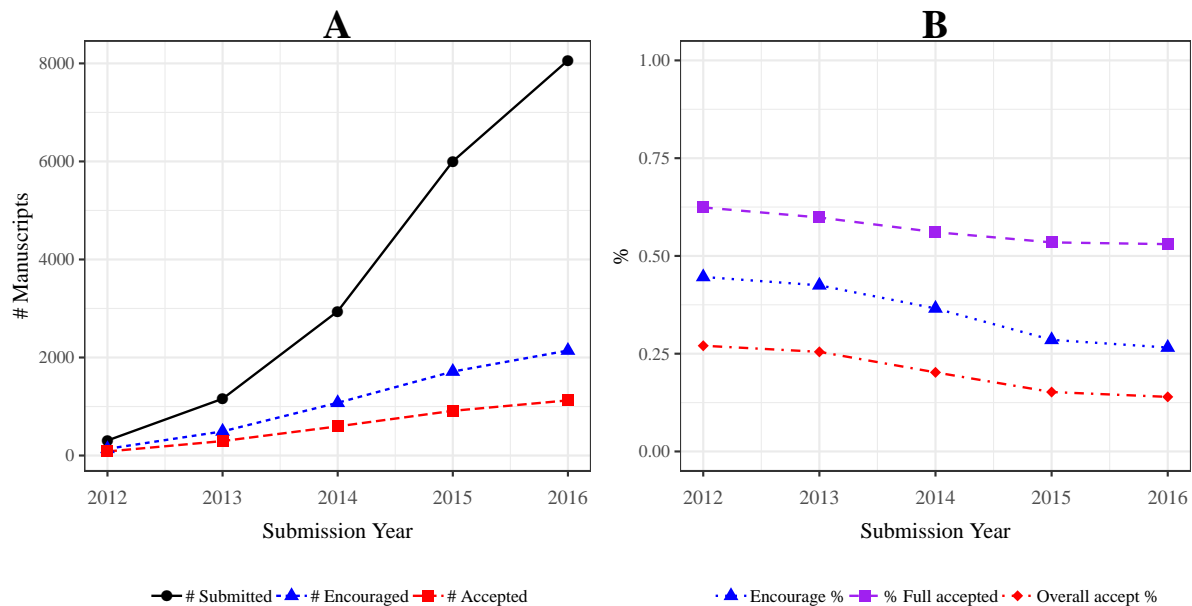 A
# Manuscripts
8000
6000
4000
2000
0
2012 2013 2014 2015 2016
Submission Year
# Submitted # Encouraged # Accepted
B
%
1.00
0.75
0.50
0.25
0.00
2012 2013 2014 2015 2016
Submission Year
Encourage % % Full accepted Overall accept %